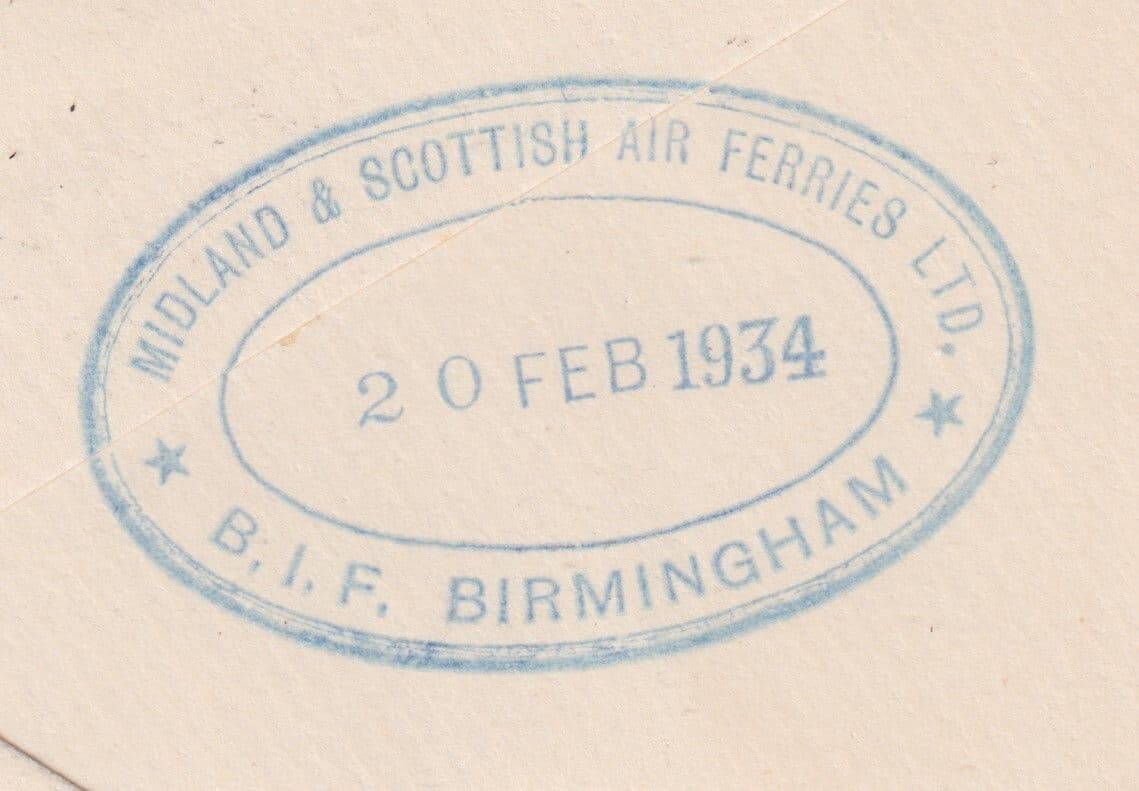 MIDLAND & SCOTTISH AIR FERRIES LTD.
20 FEB 1934
★ B.I.F. BIRMINGHAM ★